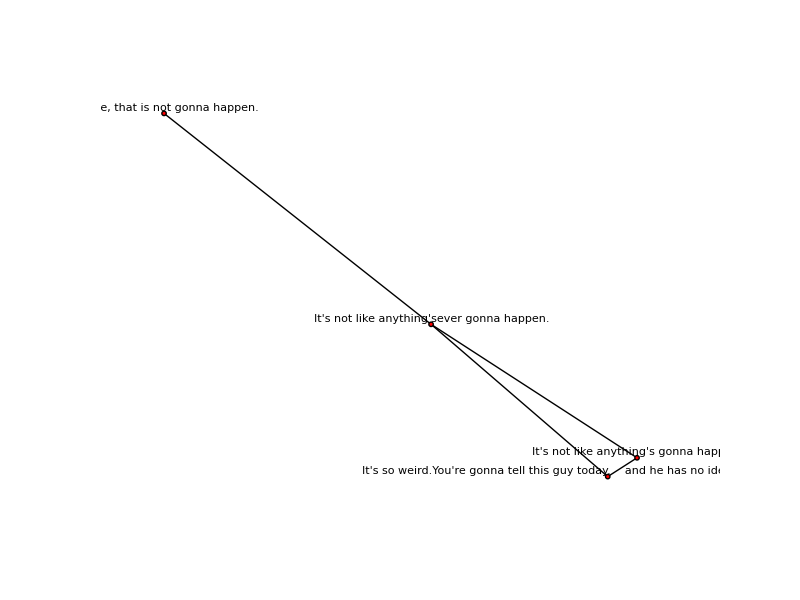 e, that is not gonna happen.
It's not like anything'sever gonna happen.
It's not like anything's gonna happ
It's so weird.You're gonna tell this guy today... and he has no ide